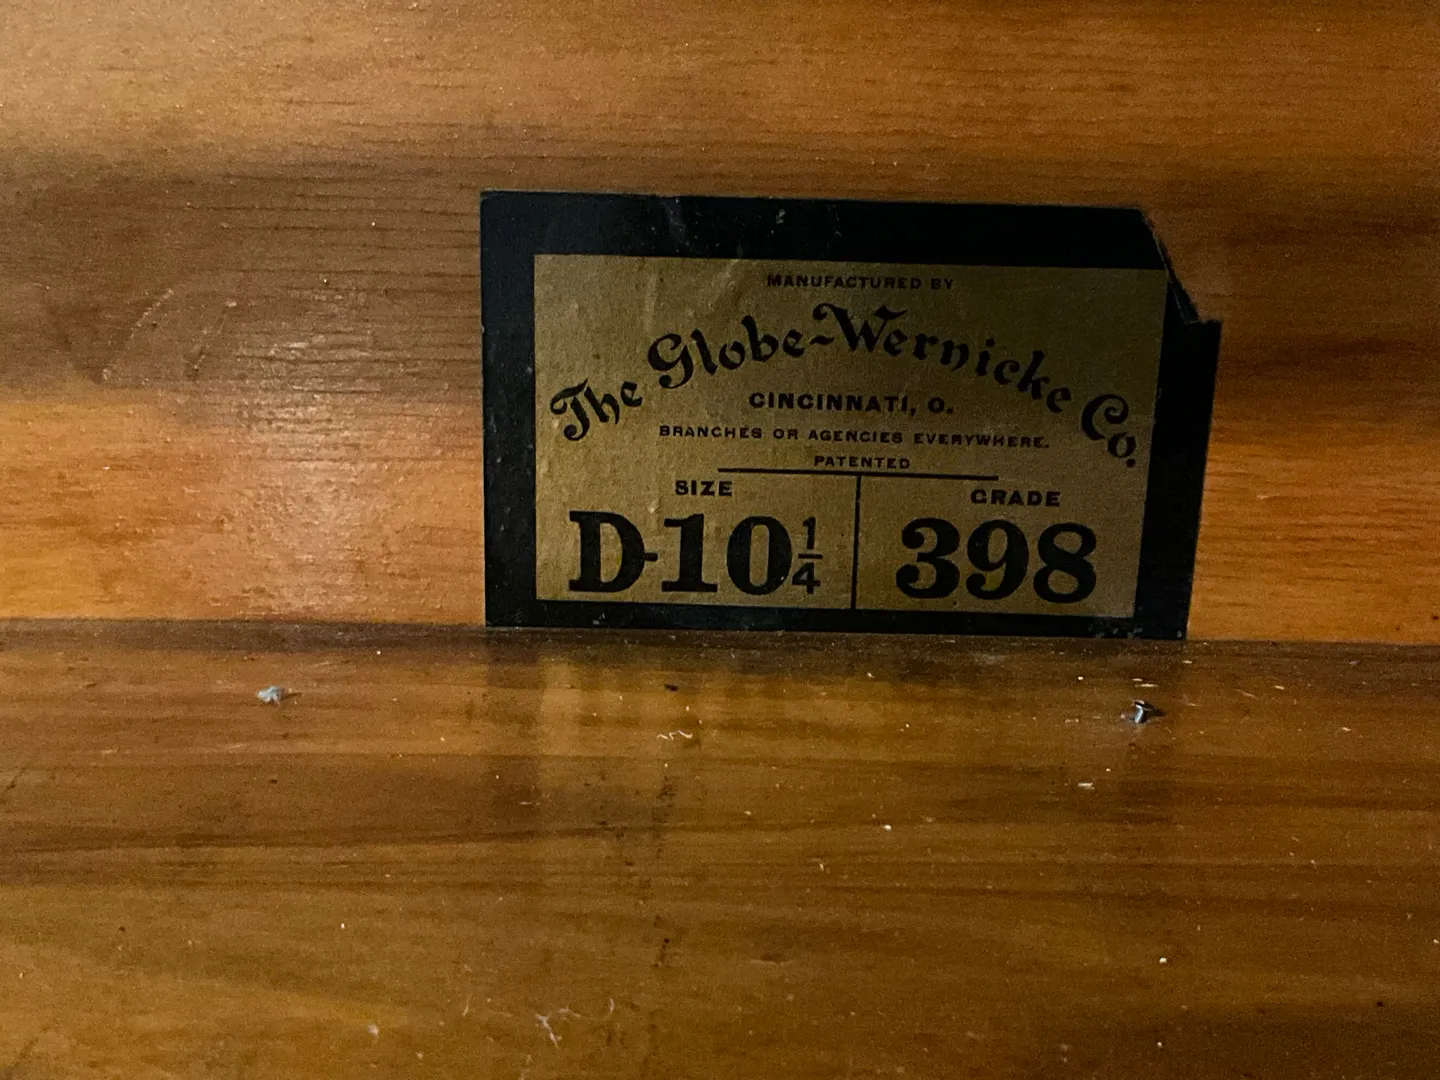 MANUFACTURED BY
The Globe-Wernicke Co.
CINCINNATI, O.
BRANCHES OR AGENCIES EVERYWHERE.
PATENTED
SIZE GRADE
D-10¼ 398